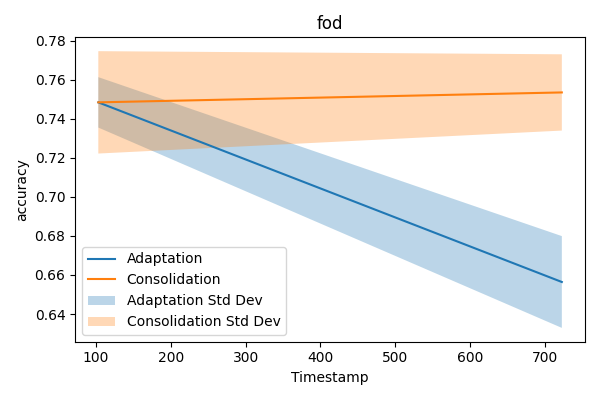 fod
0.78
0.76
0.74
0.72
0.70
0.68
0.66
0.64
accuracy
Adaptation
Consolidation
Adaptation Std Dev
Consolidation Std Dev
100 200 300 400 500 600 700
Timestamp